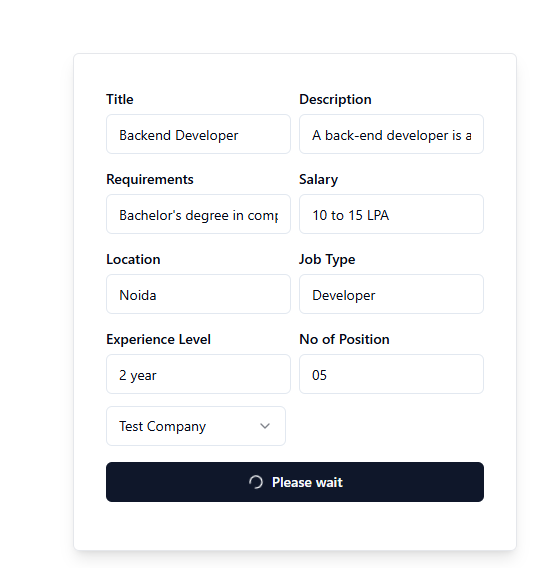 Title
Description
Backend Developer
A back-end developer is a
Requirements
Salary
Bachelor's degree in comp
10 to 15 LPA
Location
Job Type
Noida
Developer
Experience Level
No of Position
2 year
05
Test Company
Please wait